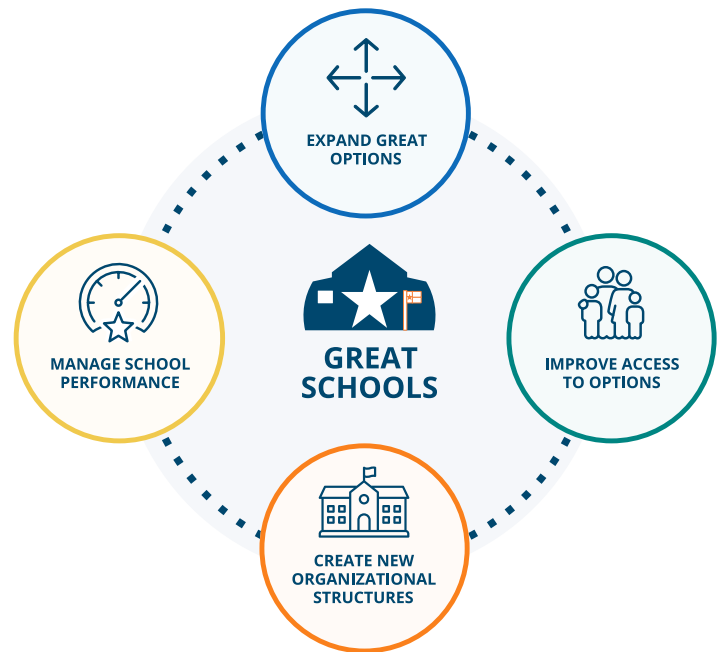 EXPAND GREAT
OPTIONS
MANAGE SCHOOL
PERFORMANCE
GREAT
SCHOOLS
IMPROVE ACCESS
TO OPTIONS
CREATE NEW
ORGANIZATIONAL
STRUCTURES